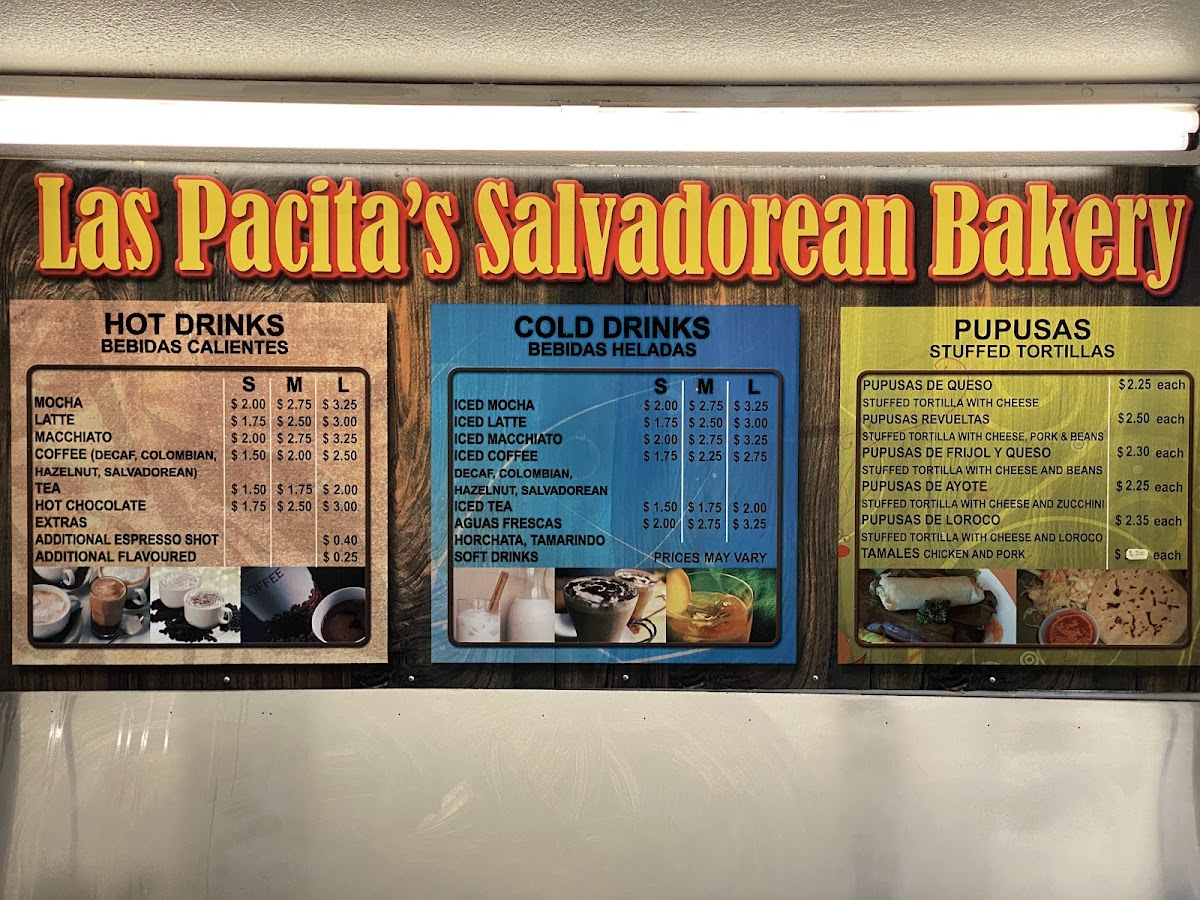 Las Pacita's Salvadorean Bakery
HOT DRINKS
BEBIDAS CALIENTES
S M L
MOCHA $ 2.00 $ 2.75 $ 3.25
LATTE $ 1.75 $ 2.50 $ 3.00
MACCHIATO $ 2.00 $ 2.75 $ 3.25
COFFEE (DECAF, COLOMBIAN, $ 1.50 $ 2.00 $ 2.50
HAZELNUT, SALVADOREAN)
TEA $ 1.50 $ 1.75 $ 2.00
HOT CHOCOLATE $ 1.75 $ 2.50 $ 3.00
EXTRAS
ADDITIONAL ESPRESSO SHOT $ 0.40
ADDITIONAL FLAVOURED $ 0.25
COFFEE
COLD DRINKS
BEBIDAS HELADAS
S M L
ICED MOCHA $ 2.00 $ 2.75 $ 3.25
ICED LATTE $ 1.75 $ 2.50 $ 3.00
ICED MACCHIATO $ 2.00 $ 2.75 $ 3.25
ICED COFFEE $ 1.75 $ 2.25 $ 2.75
DECAF, COLOMBIAN,
HAZELNUT, SALVADOREAN
ICED TEA $ 1.50 $ 1.75 $ 2.00
AGUAS FRESCAS $ 2.00 $ 2.75 $ 3.25
HORCHATA, TAMARINDO
SOFT DRINKS PRICES MAY VARY
PUPUSAS
STUFFED TORTILLAS
PUPUSAS DE QUESO $ 2.25 each
STUFFED TORTILLA WITH CHEESE
PUPUSAS REVUELTAS $ 2.50 each
STUFFED TORTILLA WITH CHEESE, PORK & BEANS
PUPUSAS DE FRIJOL Y QUESO $ 2.30 each
STUFFED TORTILLA WITH CHEESE AND BEANS
PUPUSAS DE AYOTE $ 2.25 each
STUFFED TORTILLA WITH CHEESE AND ZUCCHINI
PUPUSAS DE LOROCO $ 2.35 each
STUFFED TORTILLA WITH CHEESE AND LOROCO
TAMALES CHICKEN AND PORK $ each